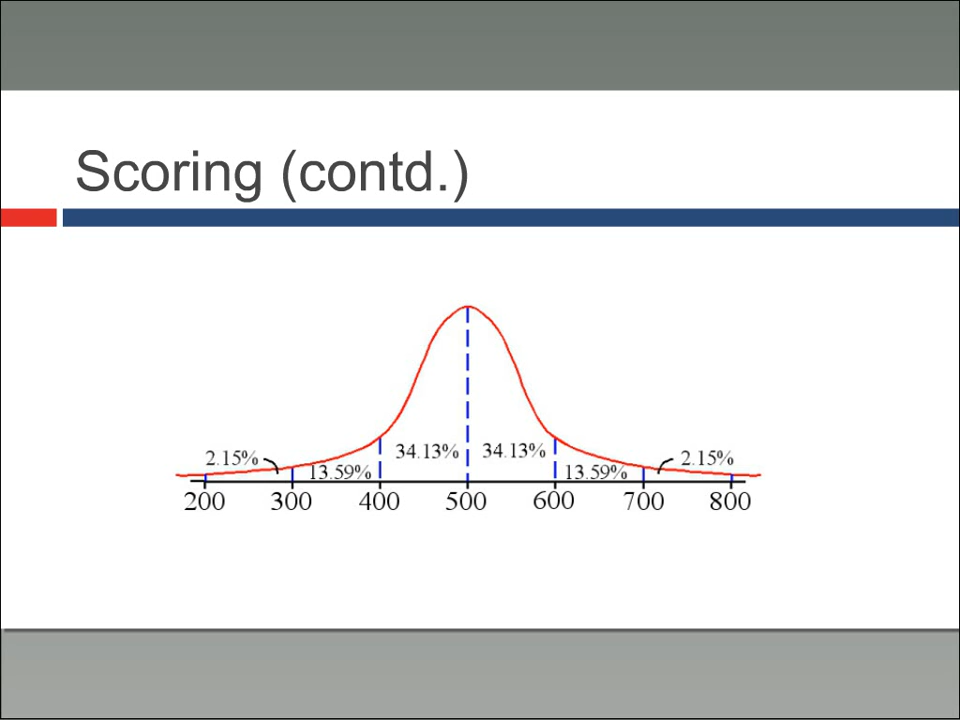 Scoring (contd.)
34.13% 34.13%
2.15% 2.15%
13.59% 13.59%
200 300 400 500 600 700 800